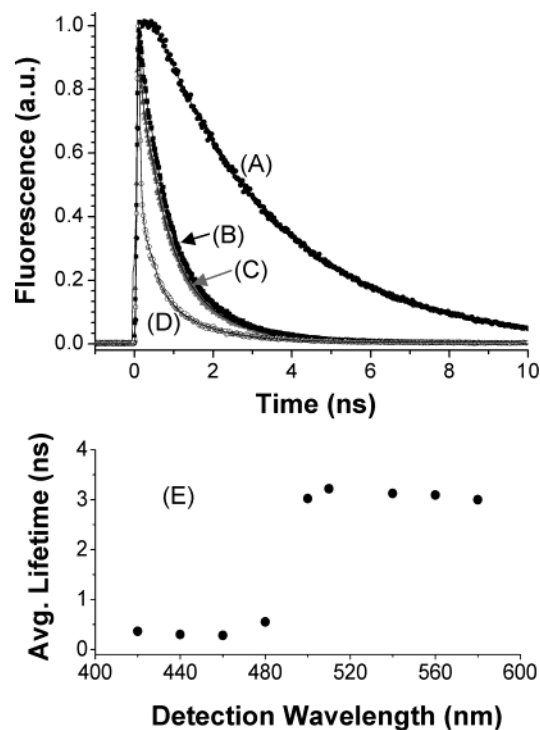 Fluorescence (a.u.)
1.0
0.8
0.6
0.4
0.2
0.0
(A)
(B)
(C)
(D)
0 2 4 6 8 10
Time (ns)
Avg. Lifetime (ns)
4
3
2
1
0
(E)
400 440 480 520 560 600
Detection Wavelength (nm)